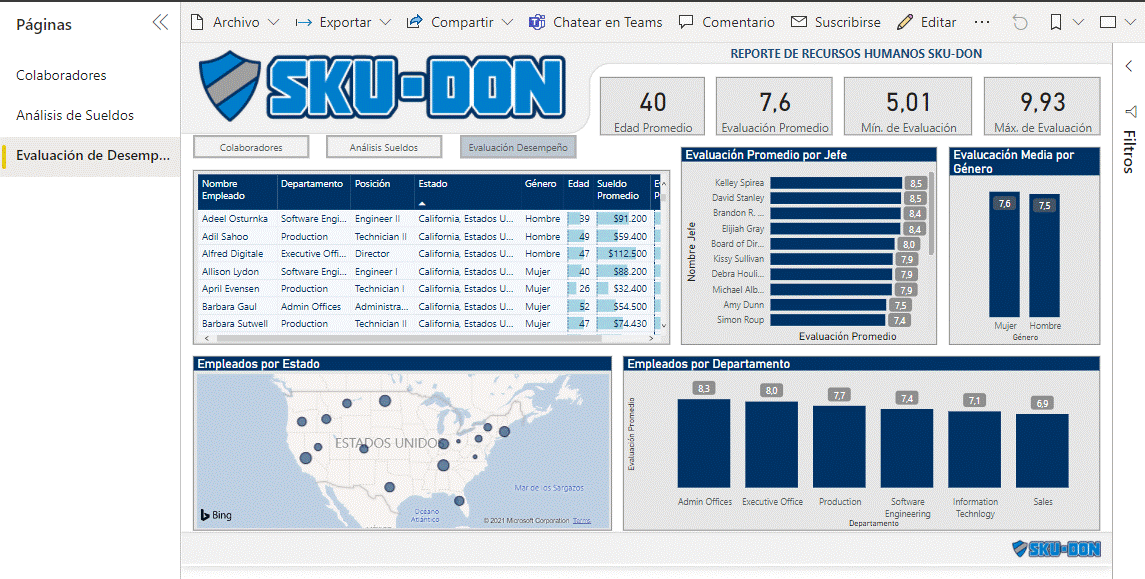 Páginas
Archivo
Exportar
Compartir
Chatear en Teams
Comentario
Suscribirse
Editar
Colaboradores
Análisis de Sueldos
Evaluación de Desemp...
Filtros
SKU-DON
REPORTE DE RECURSOS HUMANOS SKU-DON
40
Edad Promedio
7,6
Evaluación Promedio
5,01
Mín. de Evaluación
9,93
Máx. de Evaluación
Colaboradores
Análisis Sueldos
Evaluación Desempeño
Nombre Empleado Departamento Posición Estado Género Edad Sueldo Promedio
Adeel Osturnka Software Engi... Engineer II California, Estados U... Hombre 39 $91.200
Adil Sahoo Production Technician II California, Estados U... Hombre 49 $59.400
Alfred Digitale Executive Offi... Director California, Estados U... Hombre 47 $112.500
Allison Lydon Software Engi... Engineer I California, Estados U... Mujer 40 $88.200
April Evensen Production Technician I California, Estados U... Mujer 26 $32.400
Barbara Gaul Admin Offices Administra... California, Estados U... Mujer 52 $54.500
Barbara Sutwell Production Technician II California, Estados U... Mujer 47 $74.430
Evaluación Promedio por Jefe
Nombre Jefe
Kelley Spirea 8,5
David Stanley 8,5
Brandon R. ... 8,4
Elijiah Gray 8,4
Board of Dir... 8,0
Kissy Sullivan 7,9
Debra Houli... 7,9
Michael Alb... 7,9
Amy Dunn 7,5
Simon Roup 7,4
Evaluación Promedio
Evalucación Media por
Género
7,6 7,5
Mujer Hombre
Género
Empleados por Estado
ESTADOS UNIDOS
Mar de los Sargazos
Océano
Atlántico
MÉXICO
Bing
© 2021 Microsoft Corporation Terms
Empleados por Departamento
Evaluación Promedio
8,3 8,0 7,7 7,4 7,1 6,9
Admin Offices Executive Office Production Software Engineering Information Technlogy Sales
Departamento
SKU-DON